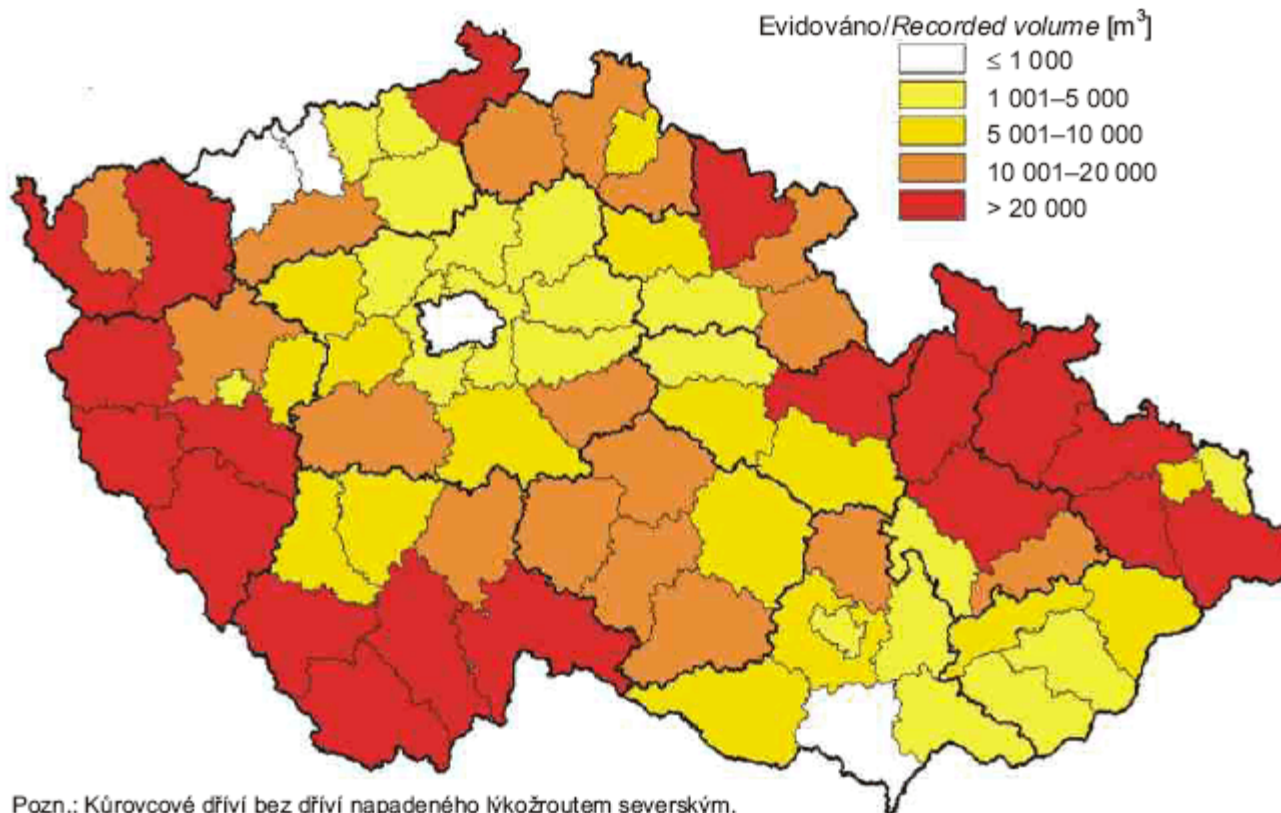 Evidováno/Recorded volume [m³]
≤ 1 000
1 001–5 000
5 001–10 000
10 001–20 000
> 20 000
Pozn.: Kůrovcové dříví bez dříví napadeného lýkožroutem severským.